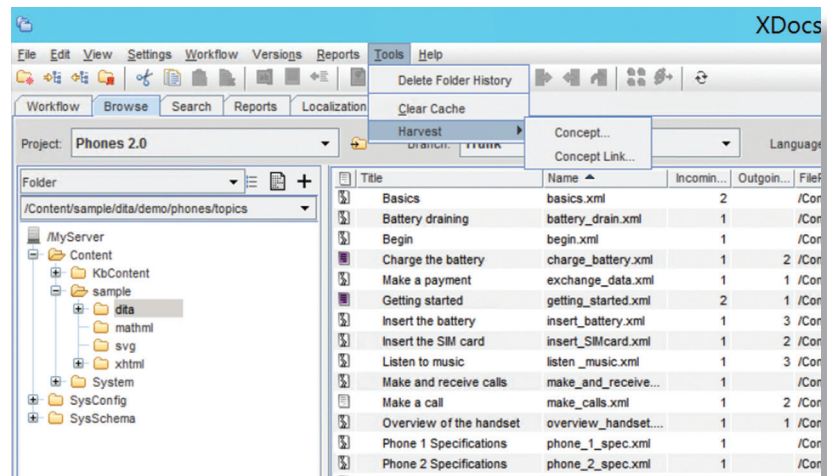 XDocs
File Edit View Settings Workflow Versions Reports Tools Help
Delete Folder History
Clear Cache
Harvest
Concept...
Concept Link...
Workflow Browse Search Reports Localization
Project: Phones 2.0 Branch: Trunk Language
Folder
/Content/sample/dita/demo/phones/topics
/MyServer
Content
KbContent
sample
dita
mathml
svg
xhtml
System
SysConfig
SysSchema
Title Name Incomin... Outgoin... FileP
Basics basics.xml 2 /Con
Battery draining battery_drain.xml 1 /Con
Begin begin.xml 1 /Con
Charge the battery charge_battery.xml 1 2 /Con
Make a payment exchange_data.xml 1 1 /Con
Getting started getting_started.xml 2 1 /Con
Insert the battery insert_battery.xml 1 3 /Con
Insert the SIM card insert_SIMcard.xml 1 2 /Con
Listen to music listen _music.xml 1 3 /Con
Make and receive calls make_and_receive... 1 /Con
Make a call make_calls.xml 1 2 /Con
Overview of the handset overview_handset.... 1 1 /Con
Phone 1 Specifications phone_1_spec.xml 1 /Con
Phone 2 Specifications phone_2_spec.xml 1 /Con